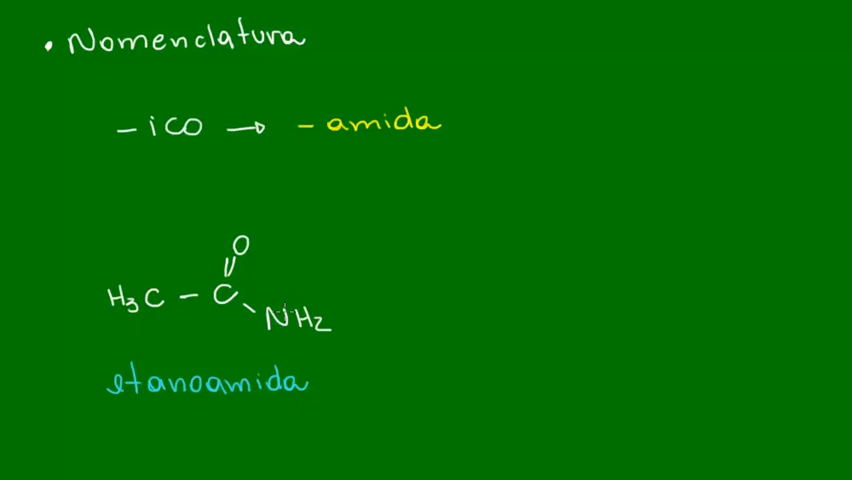 • Nomenclatura
- ico → - amida
O
H3C - C
NH2
etanoamida